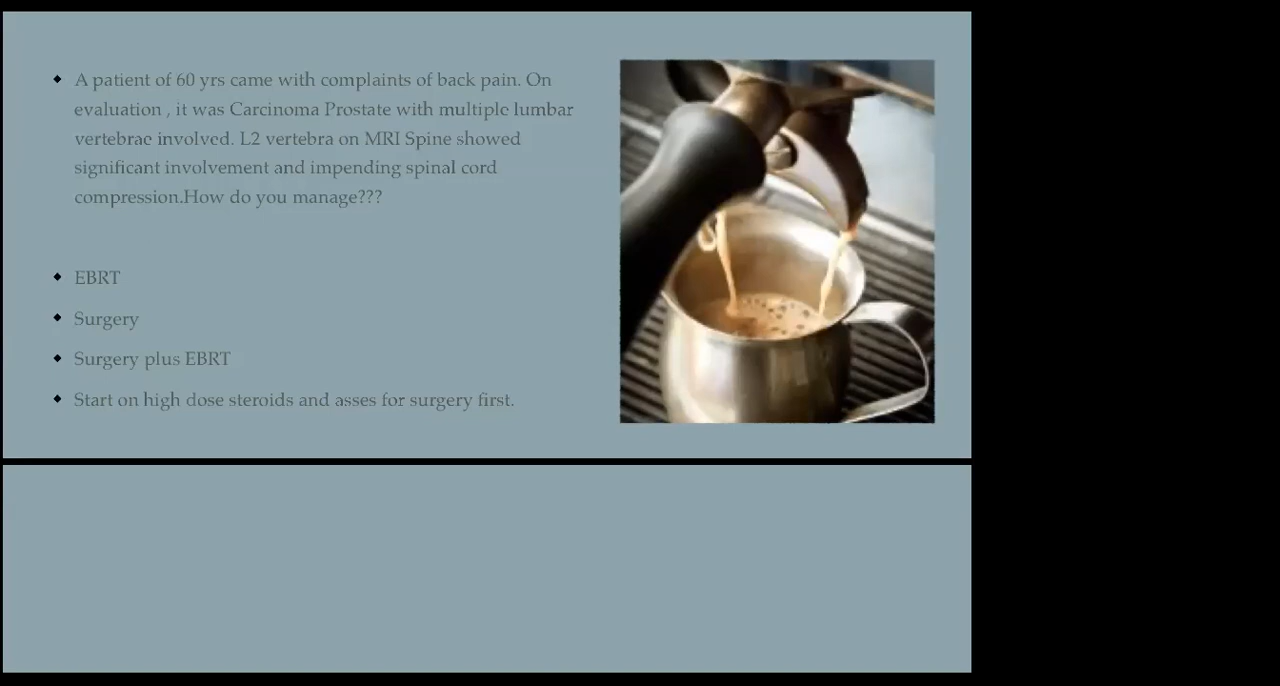 A patient of 60 yrs came with complaints of back pain. On
evaluation , it was Carcinoma Prostate with multiple lumbar
vertebrae involved. L2 vertebra on MRI Spine showed
significant involvement and impending spinal cord
compression.How do you manage???
EBRT
Surgery
Surgery plus EBRT
Start on high dose steroids and asses for surgery first.